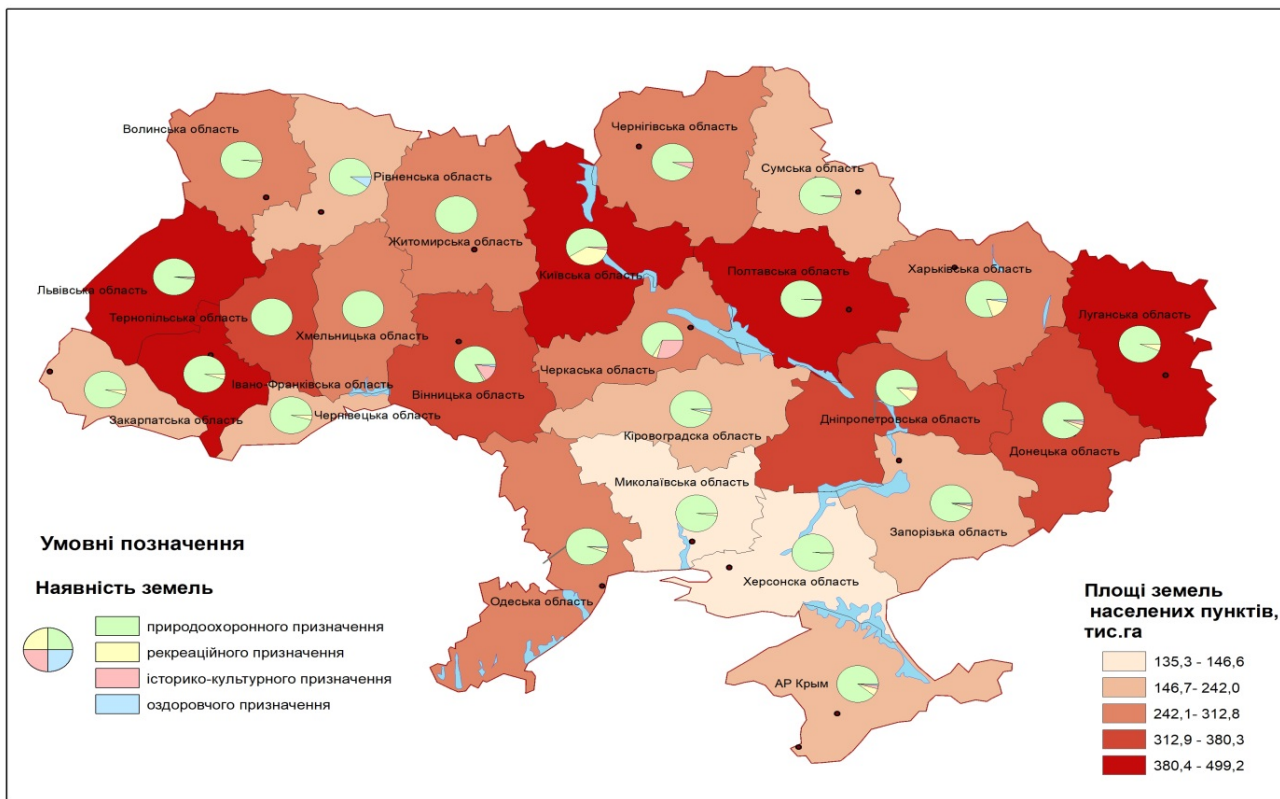 Волинська область
Рівненська область
Житомирська область
Чернігівська область
Сумська область
Київська область
Полтавська область
Харьківська область
Луганська область
Львівська область
Тернопільська область
Хмельницька область
Івано-Франківська область
Закарпатська область
Чернівецька область
Вінницька область
Черкаська область
Кіровоградска область
Дніпропетровська область
Донецька область
Миколаївська область
Запорізька область
Херсонска область
Одеська область
АР Крым
Умовні позначення
Наявність земель
природоохоронного призначення
рекреаційного призначення
історико-культурного призначення
оздоровчого призначення
Площі земель
населених пунктів,
тис.га
135,3 - 146,6
146,7- 242,0
242,1- 312,8
312,9 - 380,3
380,4 - 499,2